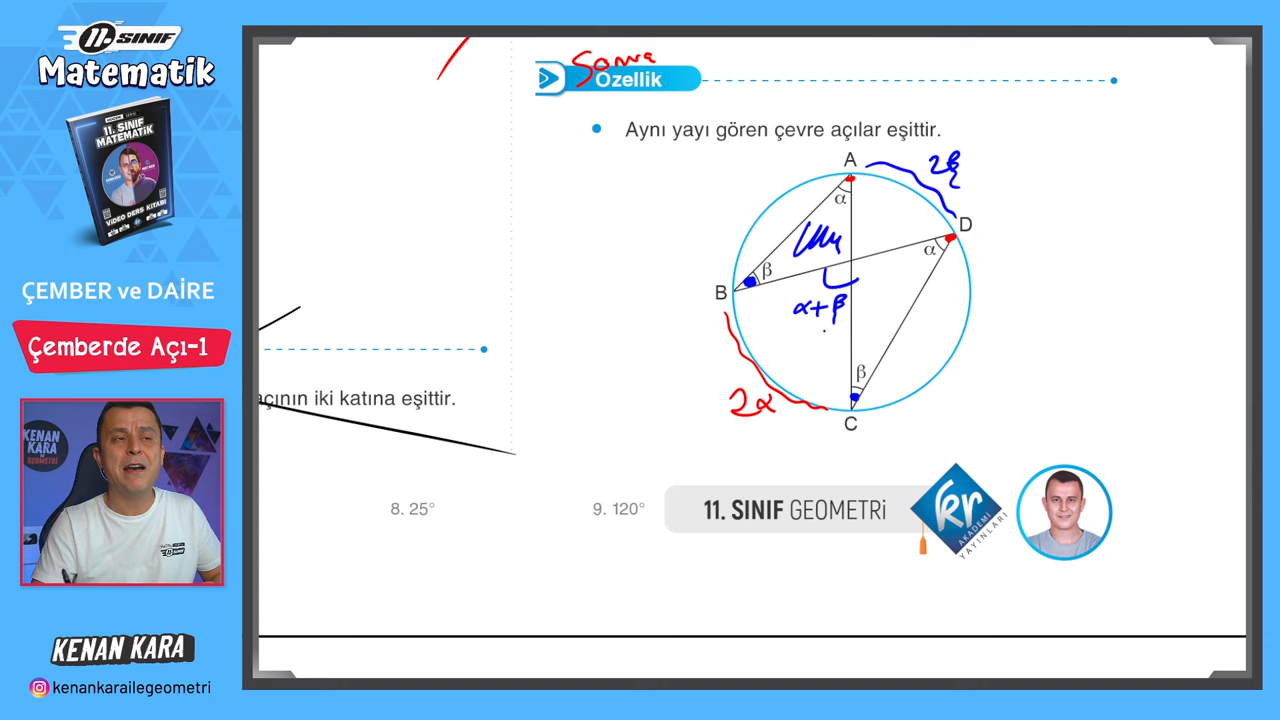 11. SINIF
Matematik
11. SINIF
MATEMATİK
VİDEO DERS KİTABI
ÇEMBER ve DAİRE
Çemberde Açı-1
KENAN
KARA
GEOMETRİ
KENAN KARA
kenankarailegeometri
açının iki katına eşittir.
8. 25°
9. 120°
Sonra
Özellik
Aynı yayı gören çevre açılar eşittir.
A
2β
α
D
α
β
B
α+β
β
2α
C
11. SINIF GEOMETRİ
kr
AKADEMİ
YAYINLARI